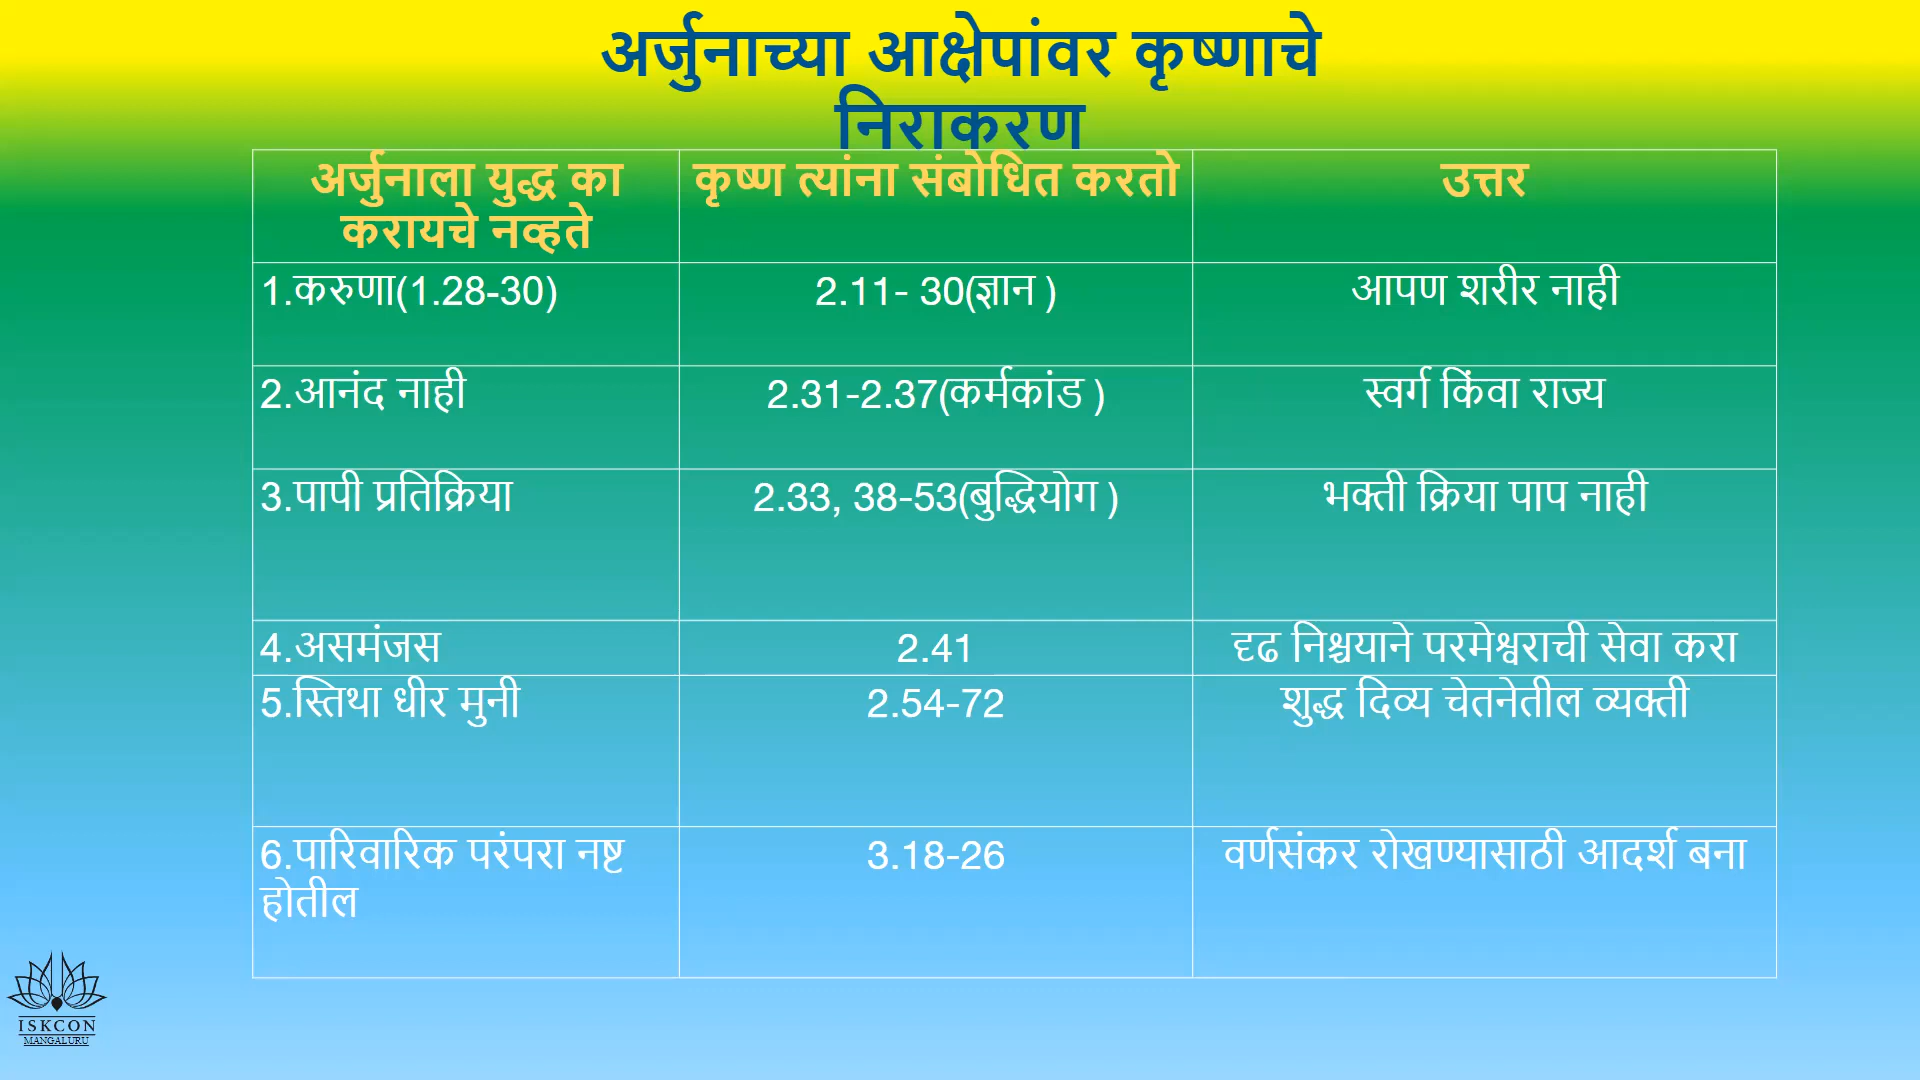 अर्जुनाच्या आक्षेपांवर कृष्णाचे
निराकरण
अर्जुनाला युद्ध का
करायचे नव्हते
कृष्ण त्यांना संबोधित करतो
उत्तर
1.करुणा(1.28-30)
2.11- 30(ज्ञान )
आपण शरीर नाही
2.आनंद नाही
2.31-2.37(कर्मकांड )
स्वर्ग किंवा राज्य
3.पापी प्रतिक्रिया
2.33, 38-53(बुद्धियोग )
भक्ती क्रिया पाप नाही
4.असमंजस
2.41
दृढ निश्चयाने परमेश्वराची सेवा करा
5.स्तिथा धीर मुनी
2.54-72
शुद्ध दिव्य चेतनेतील व्यक्ती
6.पारिवारिक परंपरा नष्ट
होतील
3.18-26
वर्णसंकर रोखण्यासाठी आदर्श बना
ISKCON
MANGALURU